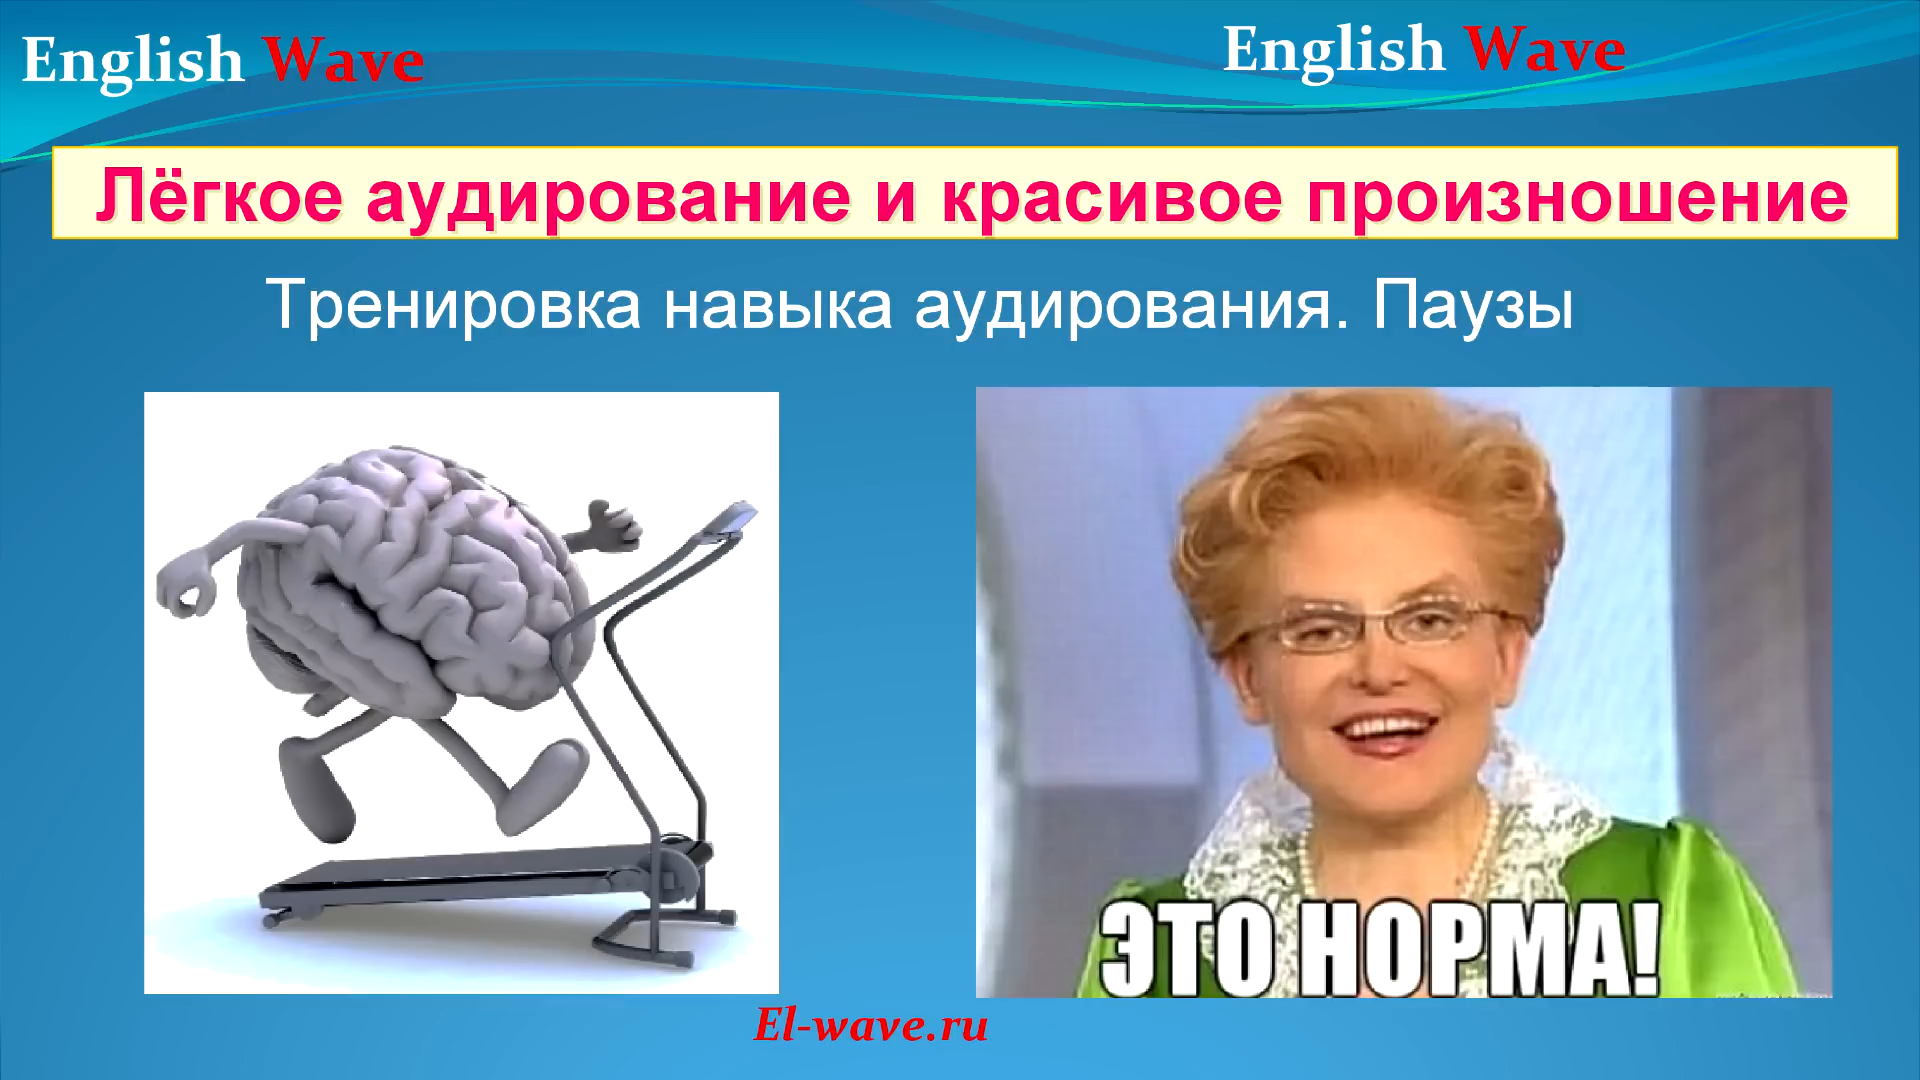 English Wave
English Wave
Лёгкое аудирование и красивое произношение
Тренировка навыка аудирования. Паузы
ЭТО НОРМА!
El-wave.ru